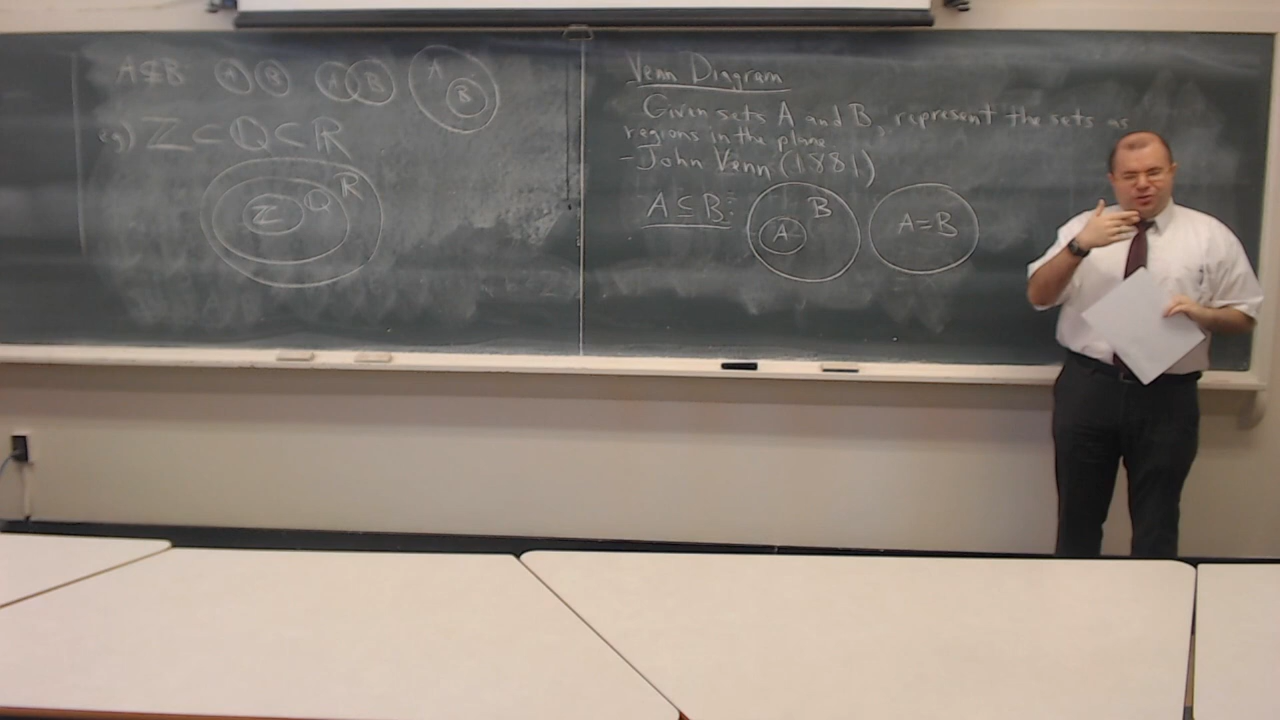 A ⊈ B A B A B A B
eg) ℤ ⊂ ℚ ⊂ ℝ
ℤ ℚ ℝ
Venn Diagram
Given sets A and B, represent the sets as
regions in the plane
- John Venn (1881)
A ⊆ B: A B A = B